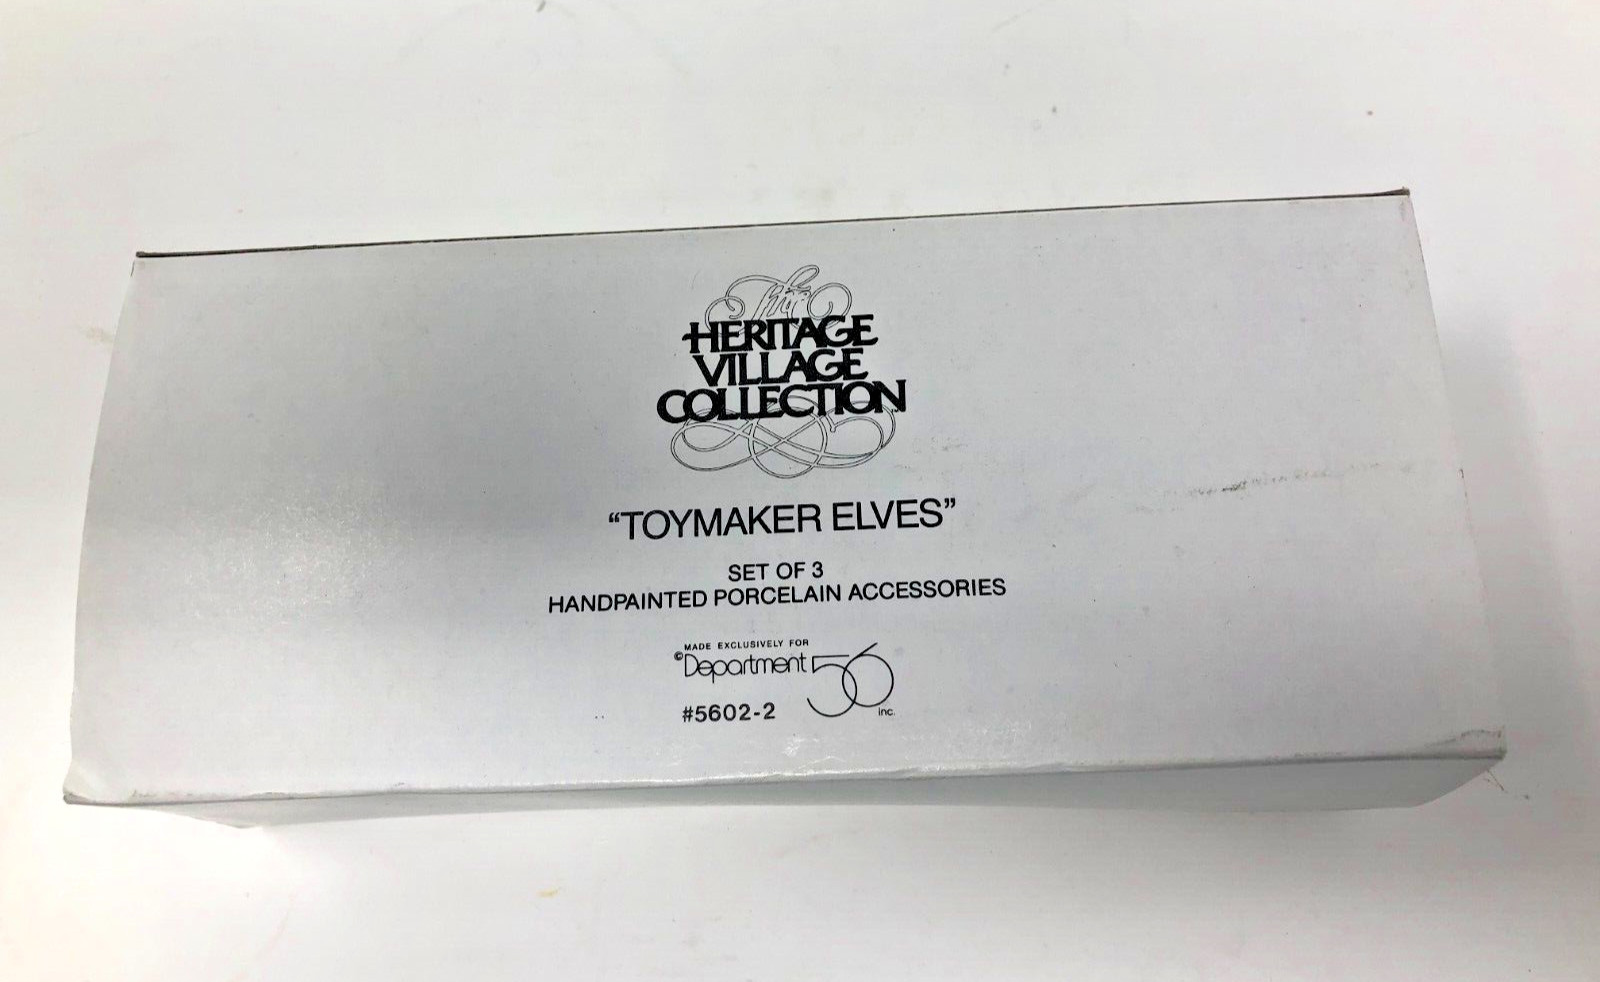 The
HERITAGE
VILLAGE
COLLECTION
“TOYMAKER ELVES”
SET OF 3
HANDPAINTED PORCELAIN ACCESSORIES
MADE EXCLUSIVELY FOR
©Department 56 inc.
#5602-2